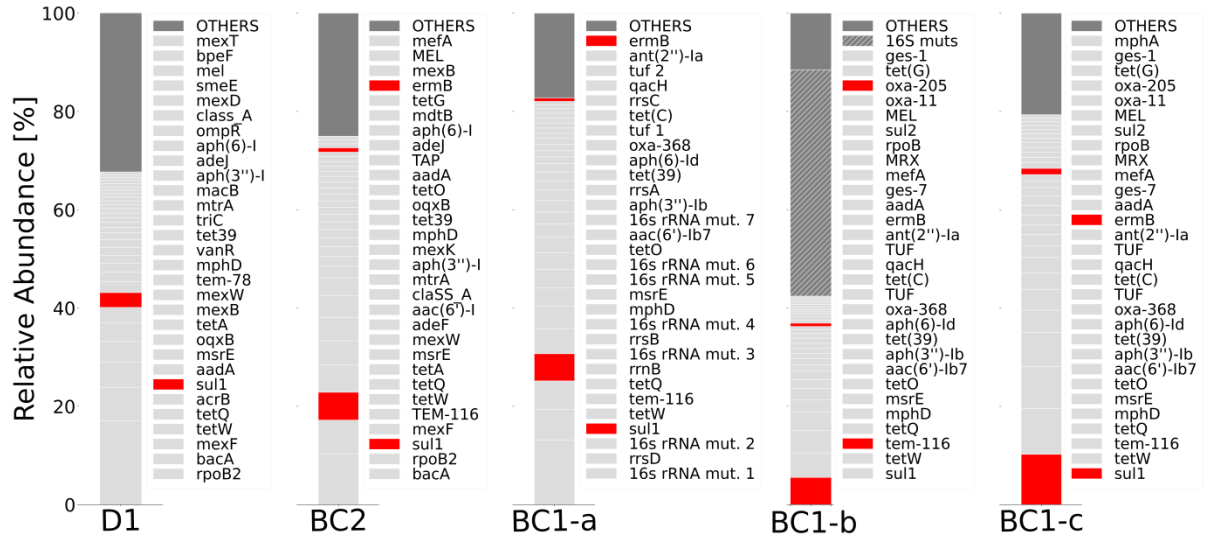 Relative Abundance [%]
100
80
60
40
20
0
OTHERS
mexT
bpeF
mel
smeE
mexD
class_A
ompR
aph(6)-I
adeJ
aph(3'')-I
macB
mtrA
triC
tet39
vanR
mphD
tem-78
mexW
mexB
tetA
oqxB
msrE
aadA
sul1
acrB
tetQ
tetW
mexF
bacA
rpoB2
D1
OTHERS
mefA
MEL
mexB
ermB
tetG
mdtB
aph(6)-I
adeJ
TAP
aadA
tetO
oqxB
tet39
mphD
mexK
aph(3'')-I
mtrA
claSS_A
aac(6')-I
adeF
mexW
msrE
tetA
tetQ
tetW
TEM-116
mexF
sul1
rpoB2
bacA
BC2
OTHERS
ermB
ant(2'')-Ia
tuf 2
qacH
rrsC
tet(C)
tuf 1
oxa-368
aph(6)-Id
tet(39)
rrsA
aph(3'')-Ib
16s rRNA mut. 7
aac(6')-Ib7
tetO
16s rRNA mut. 6
16s rRNA mut. 5
msrE
mphD
16s rRNA mut. 4
rrsB
16s rRNA mut. 3
rrnB
tetQ
tem-116
tetW
sul1
16s rRNA mut. 2
rrsD
16s rRNA mut. 1
BC1-a
OTHERS
16S muts
ges-1
tet(G)
oxa-205
oxa-11
MEL
sul2
rpoB
MRX
mefA
ges-7
aadA
ermB
ant(2'')-Ia
TUF
qacH
tet(C)
TUF
oxa-368
aph(6)-Id
tet(39)
aph(3'')-Ib
aac(6')-Ib7
tetO
msrE
mphD
tetQ
tem-116
tetW
sul1
BC1-b
OTHERS
mphA
ges-1
tet(G)
oxa-205
oxa-11
MEL
sul2
rpoB
MRX
mefA
ges-7
aadA
ermB
ant(2'')-Ia
TUF
qacH
tet(C)
TUF
oxa-368
aph(6)-Id
tet(39)
aph(3'')-Ib
aac(6')-Ib7
tetO
msrE
mphD
tetQ
tem-116
tetW
sul1
BC1-c